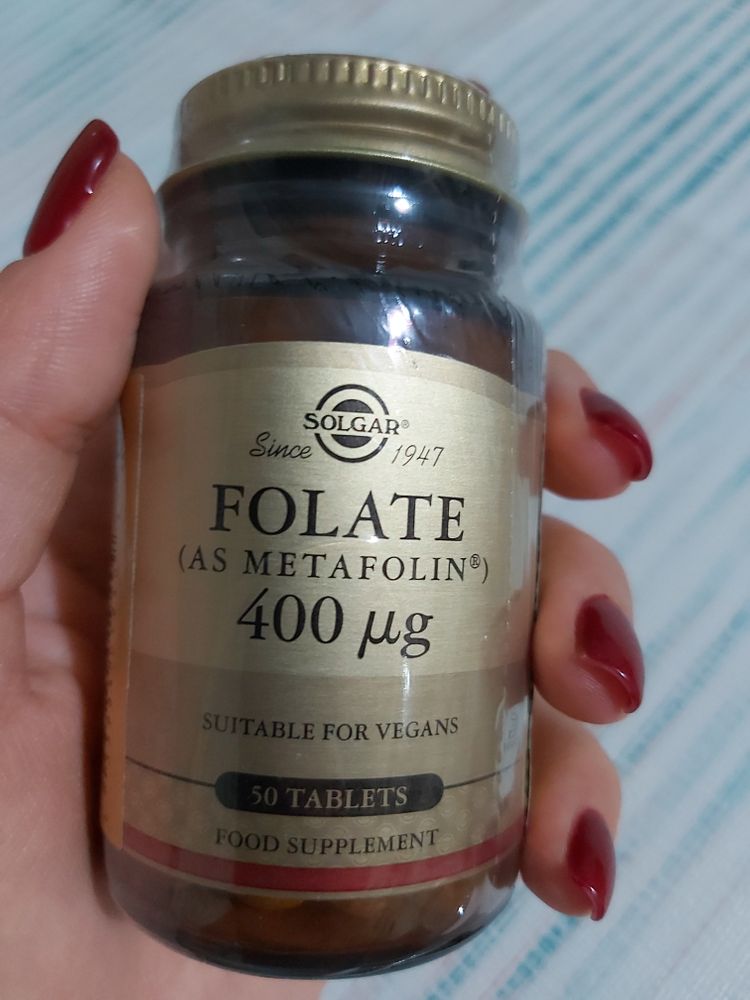 SOLGAR®
Since 1947
FOLATE
(AS METAFOLIN®)
400 µg
SUITABLE FOR VEGANS
50 TABLETS
FOOD SUPPLEMENT